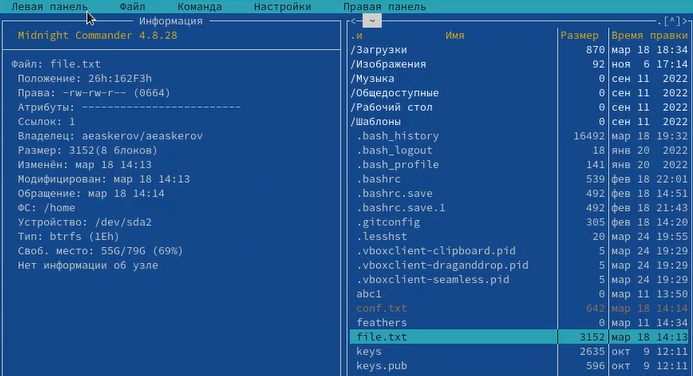 Левая панель Файл Команда Настройки Правая панель
Информация
Midnight Commander 4.8.28
Файл: file.txt
Положение: 26h:162F3h
Права: -rw-rw-r-- (0664)
Атрибуты: ------------------------
Ссылок: 1
Владелец: aeaskerov/aeaskerov
Размер: 3152(8 блоков)
Изменён: мар 18 14:13
Модифицирован: мар 18 14:13
Обращение: мар 18 14:14
ФС: /home
Устройство: /dev/sda2
Тип: btrfs (1Eh)
Своб. место: 55G/79G (69%)
Нет информации об узле
<─ ~ .[^]>
.и Имя Размер Время правки
/Загрузки 870 мар 18 18:34
/Изображения 92 ноя 6 17:14
/Музыка 0 сен 11 2022
/Общедоступные 0 сен 11 2022
/Рабочий стол 0 сен 11 2022
/Шаблоны 0 сен 11 2022
.bash_history 16492 мар 18 19:32
.bash_logout 18 янв 20 2022
.bash_profile 141 янв 20 2022
.bashrc 539 фев 18 22:01
.bashrc.save 492 фев 18 14:51
.bashrc.save.1 492 фев 18 21:43
.gitconfig 305 фев 18 14:20
.lesshst 20 мар 24 19:55
.vboxclient-clipboard.pid 5 мар 24 19:29
.vboxclient-draganddrop.pid 5 мар 24 19:29
.vboxclient-seamless.pid 5 мар 24 19:29
abc1 0 мар 11 13:50
conf.txt 642 мар 18 14:14
feathers 0 мар 11 14:34
file.txt 3152 мар 18 14:13
keys 2635 окт 9 12:11
keys.pub 596 окт 9 12:11